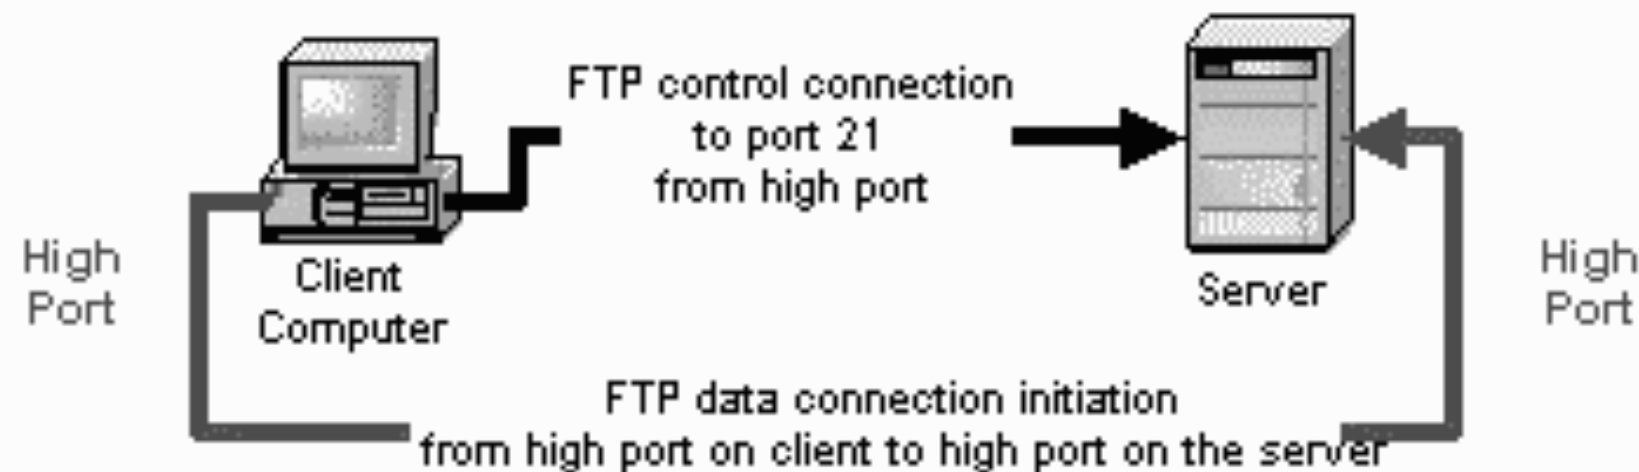 FTP control connection
to port 21
from high port
High
Port
Client
Computer
Server
High
Port
FTP data connection initiation
from high port on client to high port on the server